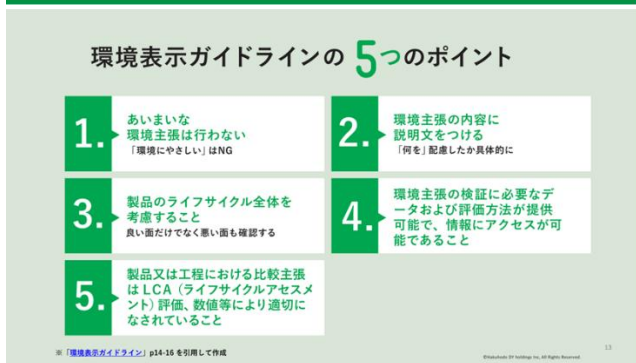 環境表示ガイドラインの 5つのポイント
1.
あいまいな
環境主張は行わない
「環境にやさしい」はNG
2.
環境主張の内容に
説明文をつける
「何を」配慮したか具体的に
3.
製品のライフサイクル全体を
考慮すること
良い面だけでなく悪い面も確認する
4.
環境主張の検証に必要なデ
ータおよび評価方法が提供
可能で、情報にアクセスが可
能であること
5.
製品又は工程における比較主張
はLCA（ライフサイクルアセスメ
ント）評価、数値等により適切に
なされていること
※「環境表示ガイドライン」p14-16 を引用して作成
13
©Hakuhodo DY holdings Inc, All Rights Reserved.